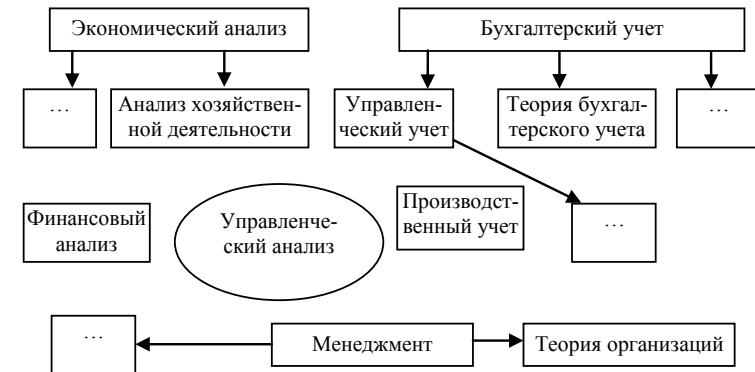 Экономический анализ
Бухгалтерский учет
…
Анализ хозяйствен-
ной деятельности
Управлен-
ческий учет
Теория бухгал-
терского учета
…
Финансовый
анализ
Управленче-
ский анализ
Производст-
венный учет
…
…
Менеджмент
Теория организаций